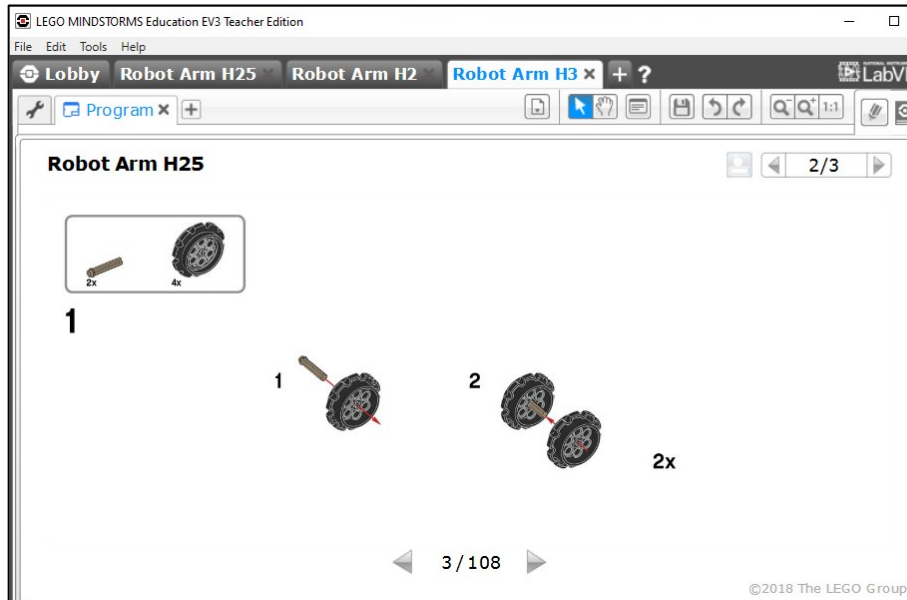 LEGO MINDSTORMS Education EV3 Teacher Edition
File Edit Tools Help
Lobby Robot Arm H25 Robot Arm H2 Robot Arm H3 + ?
Program 1:1
Robot Arm H25 2/3
2x 4x
1
1 2
2x
3 / 108
©2018 The LEGO Group